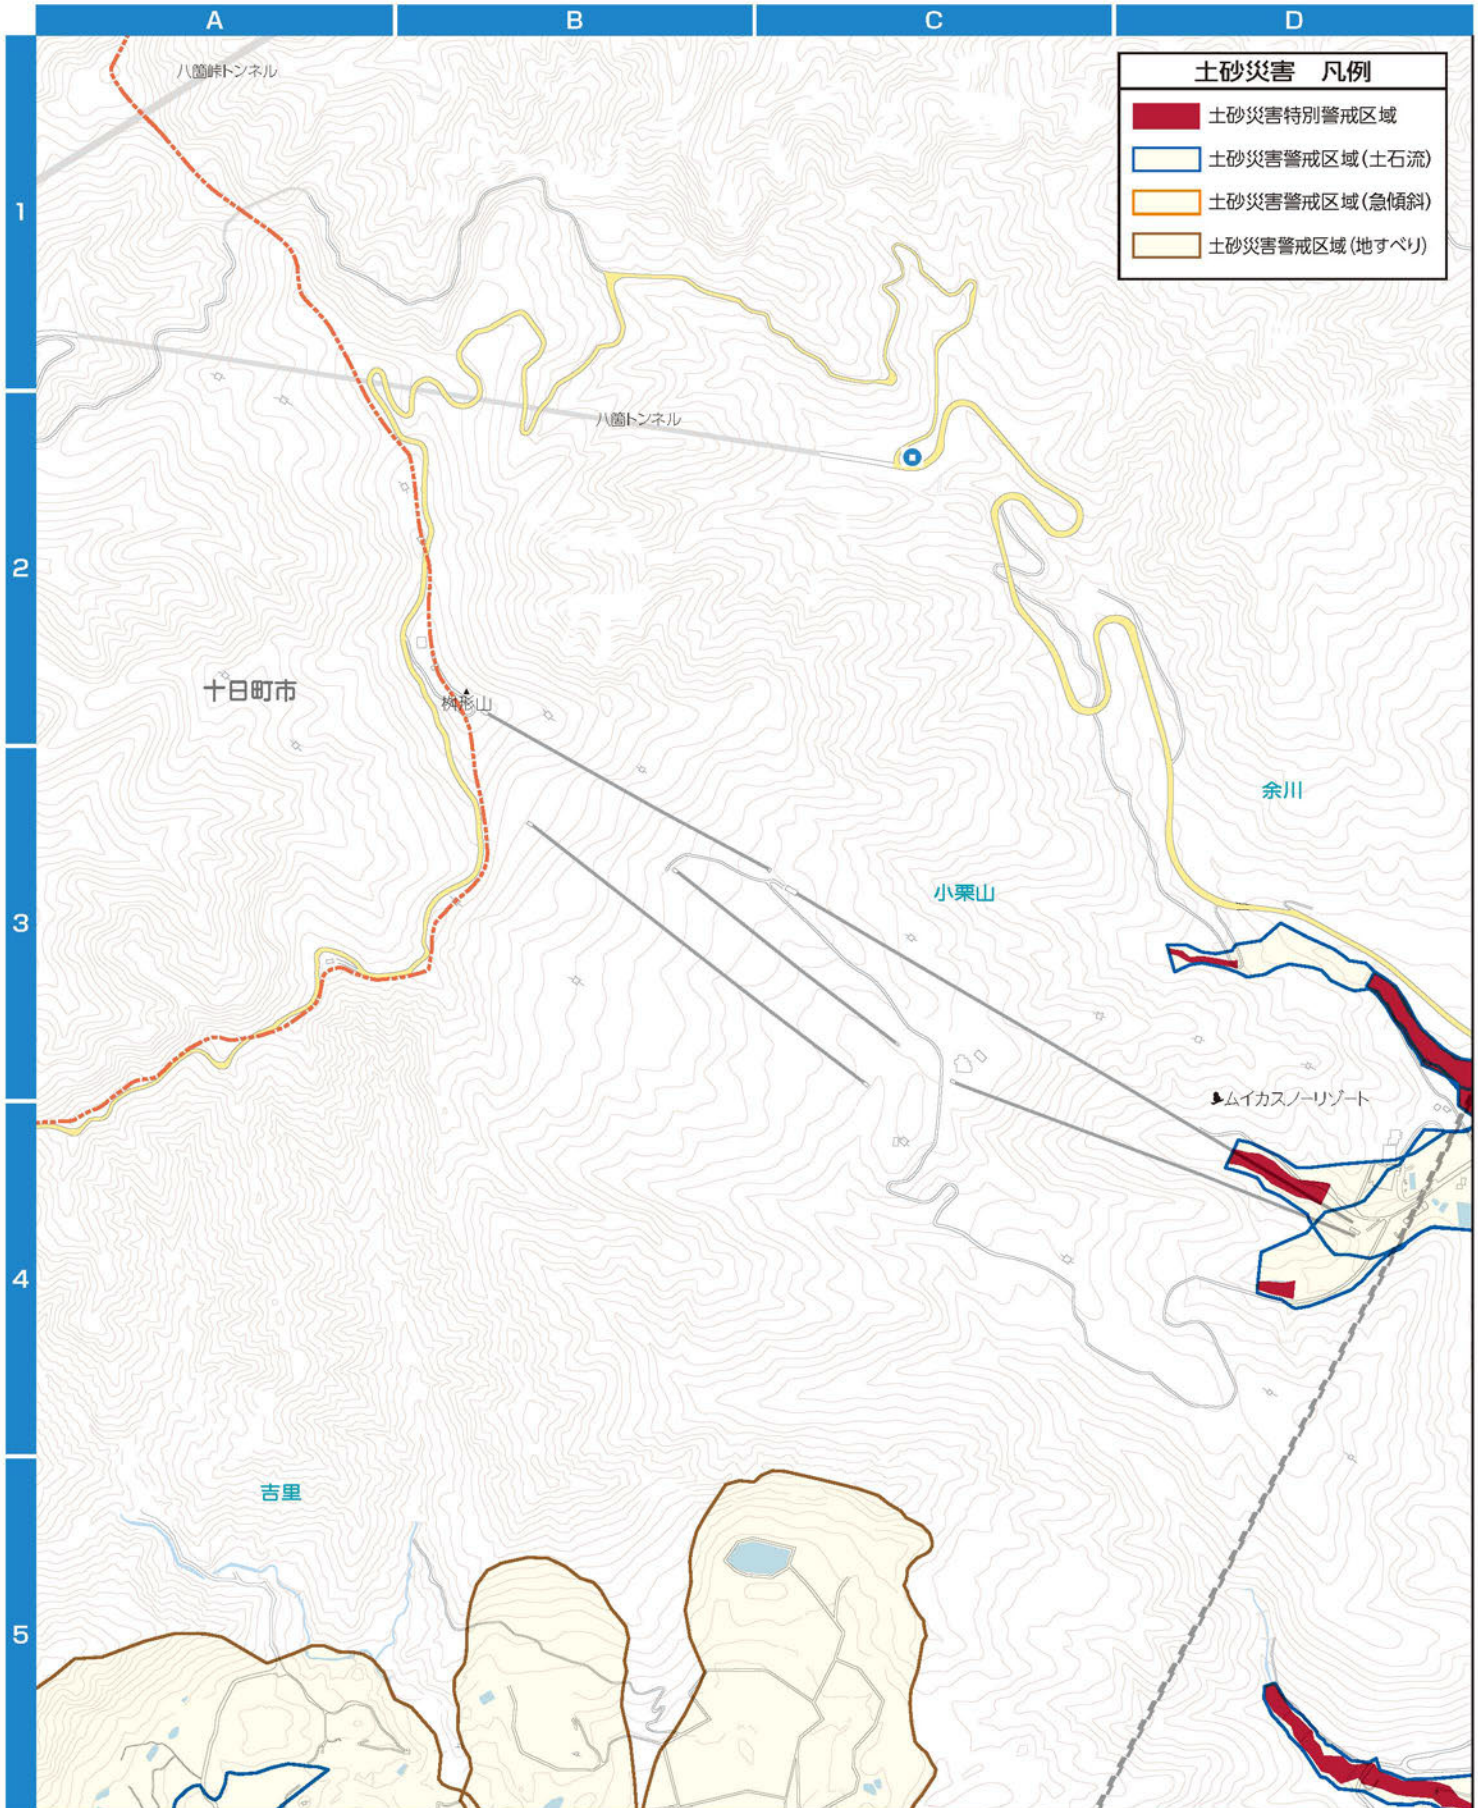 A B C D
八箇峠トンネル
土砂災害 凡例
土砂災害特別警戒区域
土砂災害警戒区域(土石流)
土砂災害警戒区域(急傾斜)
土砂災害警戒区域(地すべり)
1
八箇トンネル
2
十日町市
桝形山
余川
小栗山
3
ムイカスノーリゾート
4
吉里
5